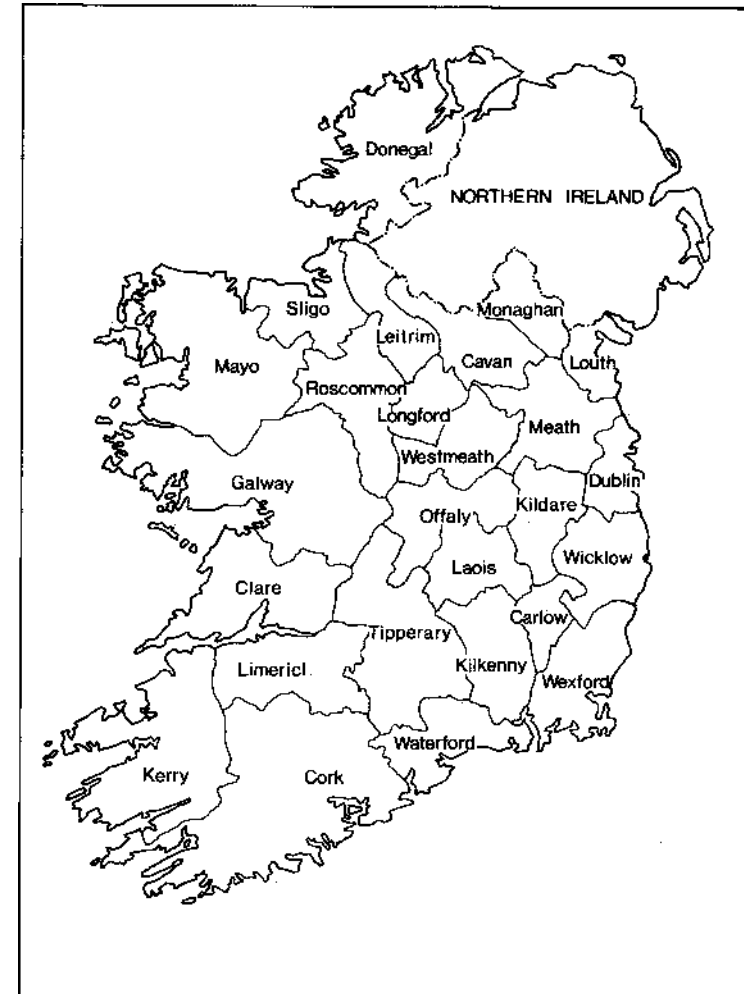 Donegal
NORTHERN IRELAND
Monaghan
Sligo
Leitrim
Cavan
Louth
Mayo
Roscommon
Longford
Meath
Westmeath
Galway
Dublin
Offaly
Kildare
Laois
Wicklow
Clare
Carlow
Tipperary
Kilkenny
Limericl
Wexford
Waterford
Kerry
Cork